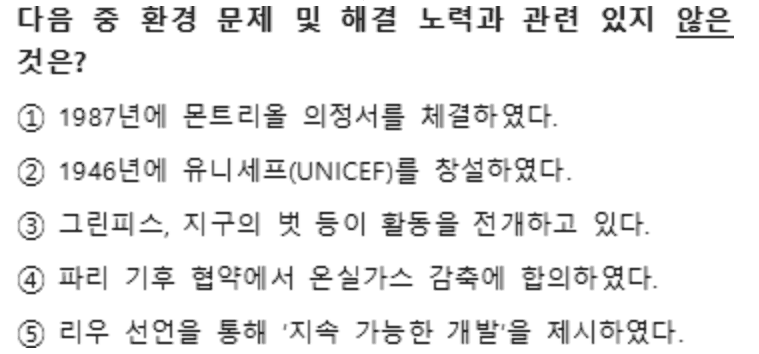 다음 중 환경 문제 및 해결 노력과 관련 있지 않은
것은?
① 1987년에 몬트리올 의정서를 체결하였다.
② 1946년에 유니세프(UNICEF)를 창설하였다.
③ 그린피스, 지구의 벗 등이 활동을 전개하고 있다.
④ 파리 기후 협약에서 온실가스 감축에 합의하였다.
⑤ 리우 선언을 통해 '지속 가능한 개발'을 제시하였다.